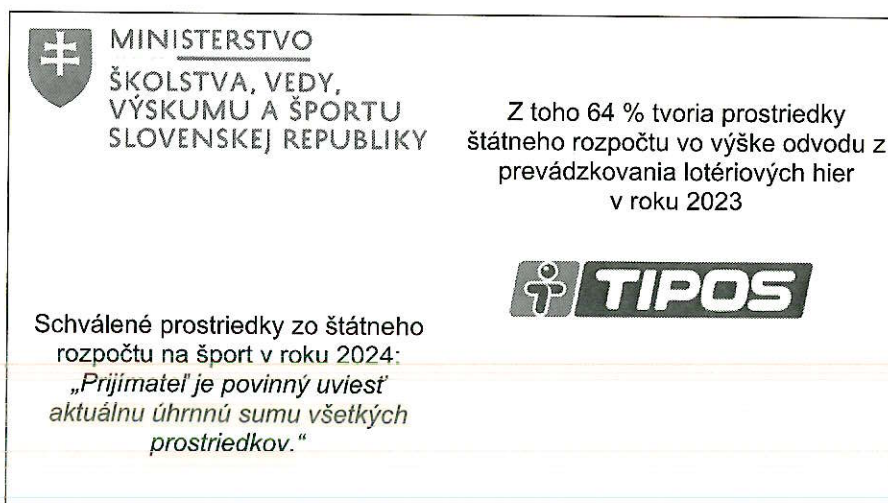 MINISTERSTVO
ŠKOLSTVA, VEDY,
VÝSKUMU A ŠPORTU
SLOVENSKEJ REPUBLIKY
Schválené prostriedky zo štátneho
rozpočtu na šport v roku 2024:
„Prijímateľ je povinný uviesť
aktuálnu úhrnnú sumu všetkých
prostriedkov.“
Z toho 64 % tvoria prostriedky
štátneho rozpočtu vo výške odvodu z
prevádzkovania lotériových hier
v roku 2023
TIPOS